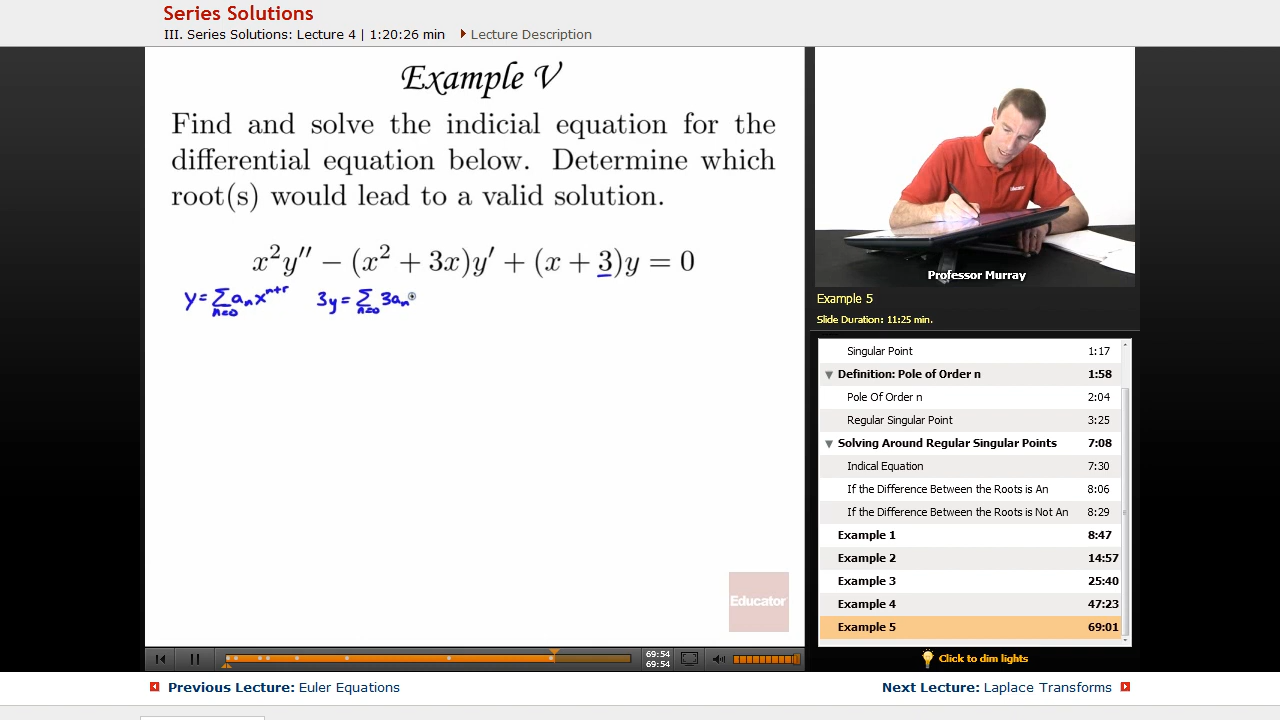 Series Solutions
III. Series Solutions: Lecture 4 | 1:20:26 min Lecture Description
Example V
Find and solve the indicial equation for the
differential equation below. Determine which
root(s) would lead to a valid solution.
x²y″ − (x² + 3x)y′ + (x + 3)y = 0
y = ∑ₙ₌₀ aₙxⁿ⁺ʳ 3y = ∑ₙ₌₀ 3aₙ
Educator
69:54
69:54
Educator
Professor Murray
Example 5
Slide Duration: 11:25 min.
Singular Point 1:17
Definition: Pole of Order n 1:58
Pole Of Order n 2:04
Regular Singular Point 3:25
Solving Around Regular Singular Points 7:08
Indical Equation 7:30
If the Difference Between the Roots is An 8:06
If the Difference Between the Roots is Not An 8:29
Example 1 8:47
Example 2 14:57
Example 3 25:40
Example 4 47:23
Example 5 69:01
Click to dim lights
Previous Lecture: Euler Equations
Next Lecture: Laplace Transforms